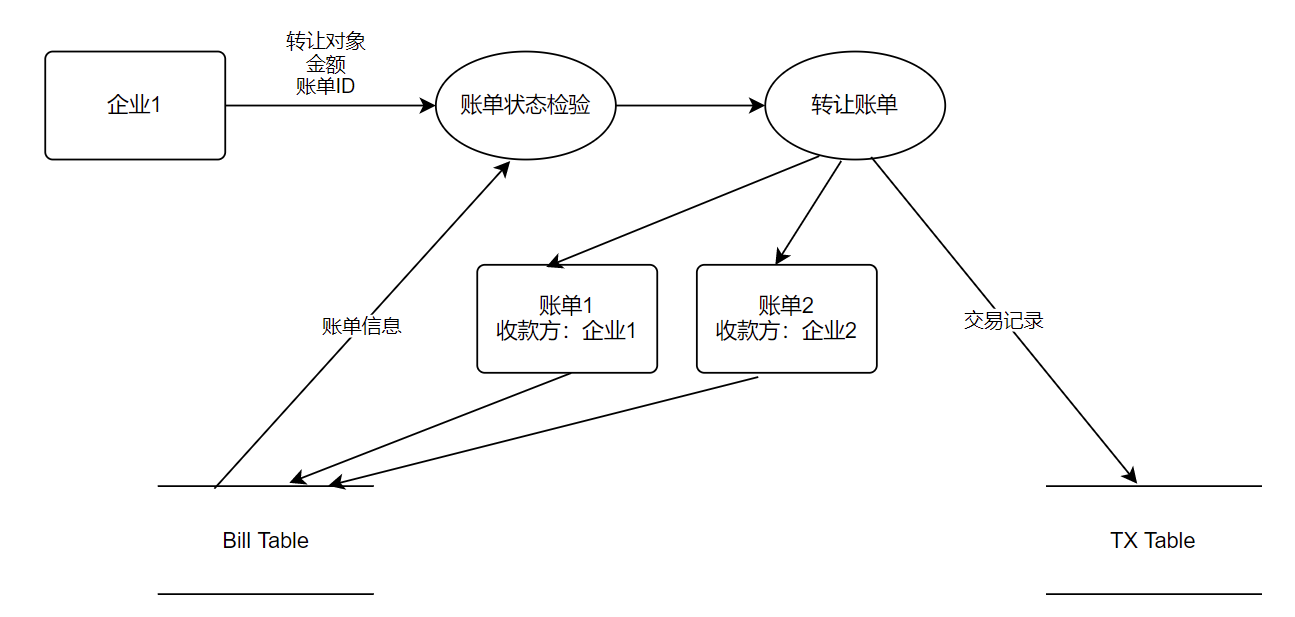 转让对象
金额
账单ID
企业1
账单状态检验
转让账单
账单1
收款方：企业1
账单2
收款方：企业2
账单信息
交易记录
Bill Table
TX Table